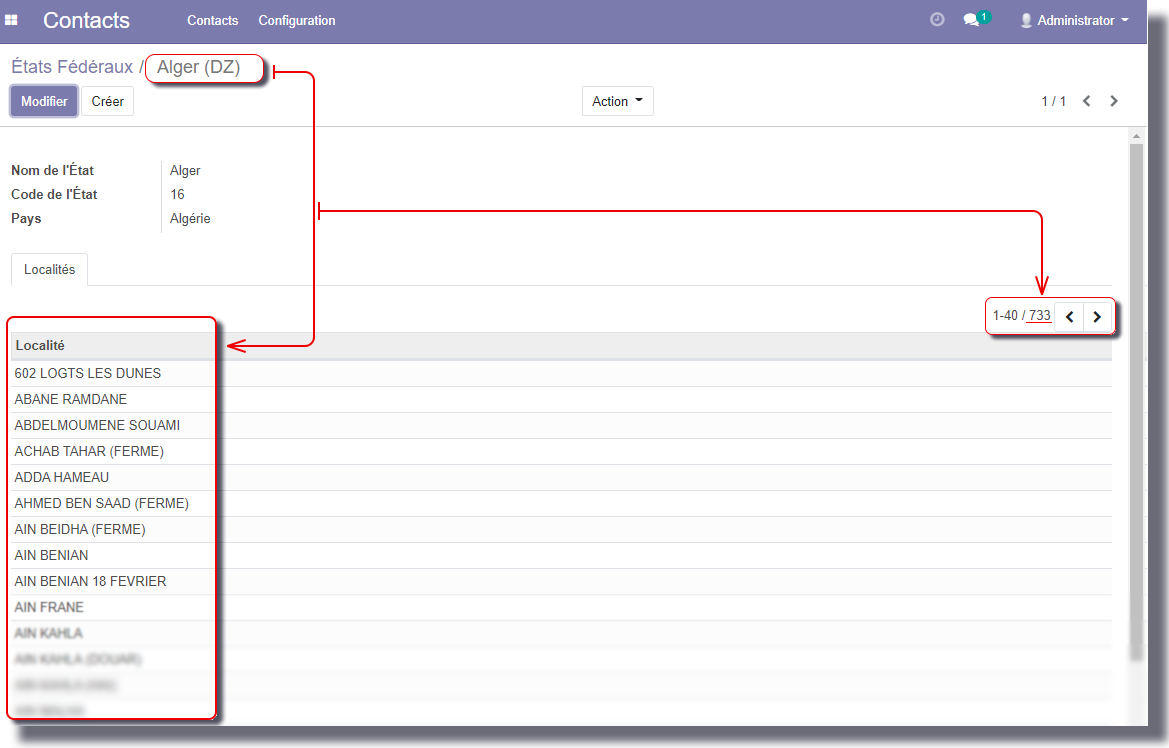 Contacts Contacts Configuration 1 Administrator
États Fédéraux / Alger (DZ)
Modifier Créer Action 1 / 1
Nom de l'État Alger
Code de l'État 16
Pays Algérie
Localités
1-40 / 733
Localité
602 LOGTS LES DUNES
ABANE RAMDANE
ABDELMOUMENE SOUAMI
ACHAB TAHAR (FERME)
ADDA HAMEAU
AHMED BEN SAAD (FERME)
AIN BEIDHA (FERME)
AIN BENIAN
AIN BENIAN 18 FEVRIER
AIN FRANE
AIN KAHLA
AIN KAHLA (DOUAR)